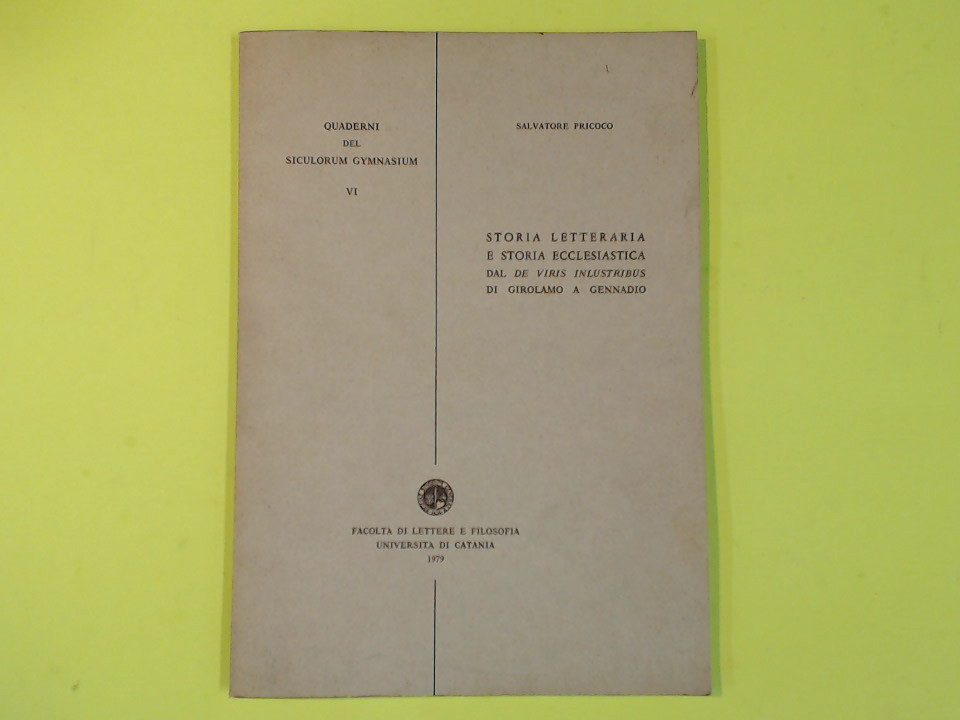 QUADERNI
DEL
SICULORUM GYMNASIUM
VI
SALVATORE PRICOCO
STORIA LETTERARIA
E STORIA ECCLESIASTICA
DAL DE VIRIS INLUSTRIBUS
DI GIROLAMO A GENNADIO
FACOLTA DI LETTERE E FILOSOFIA
UNIVERSITA DI CATANIA
1979